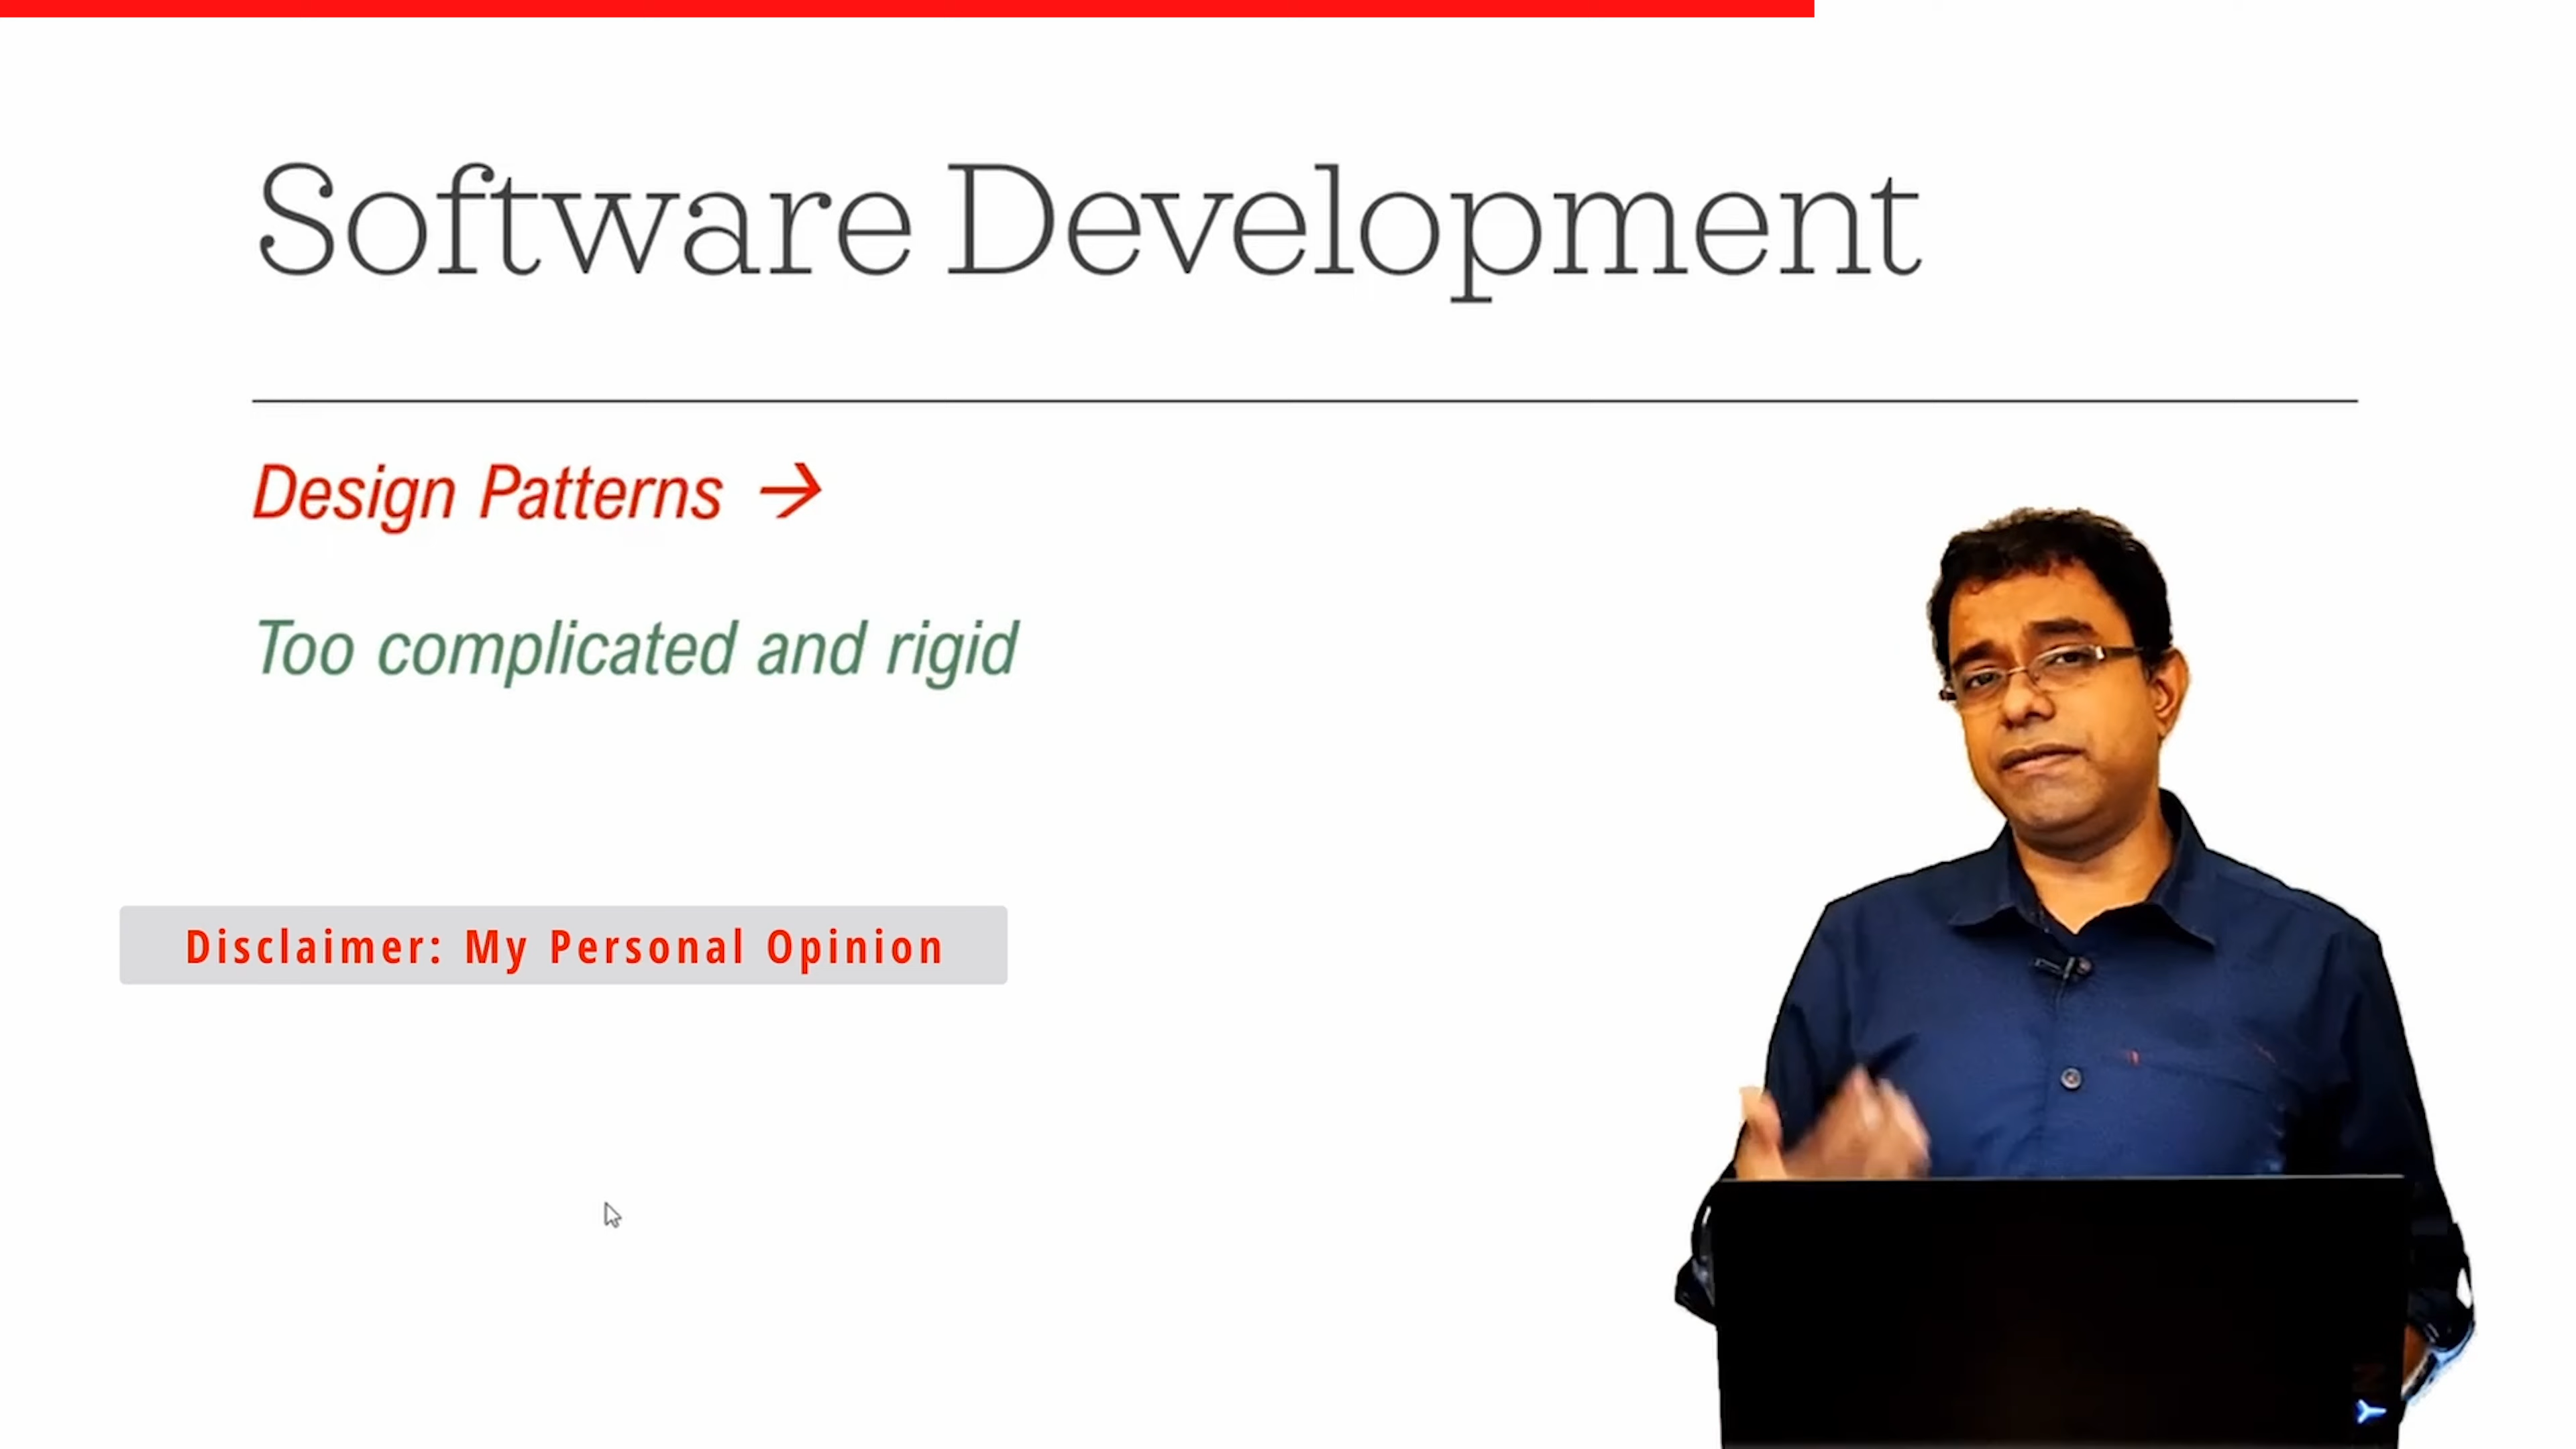 Software Development
Design Patterns →
Too complicated and rigid
Disclaimer: My Personal Opinion